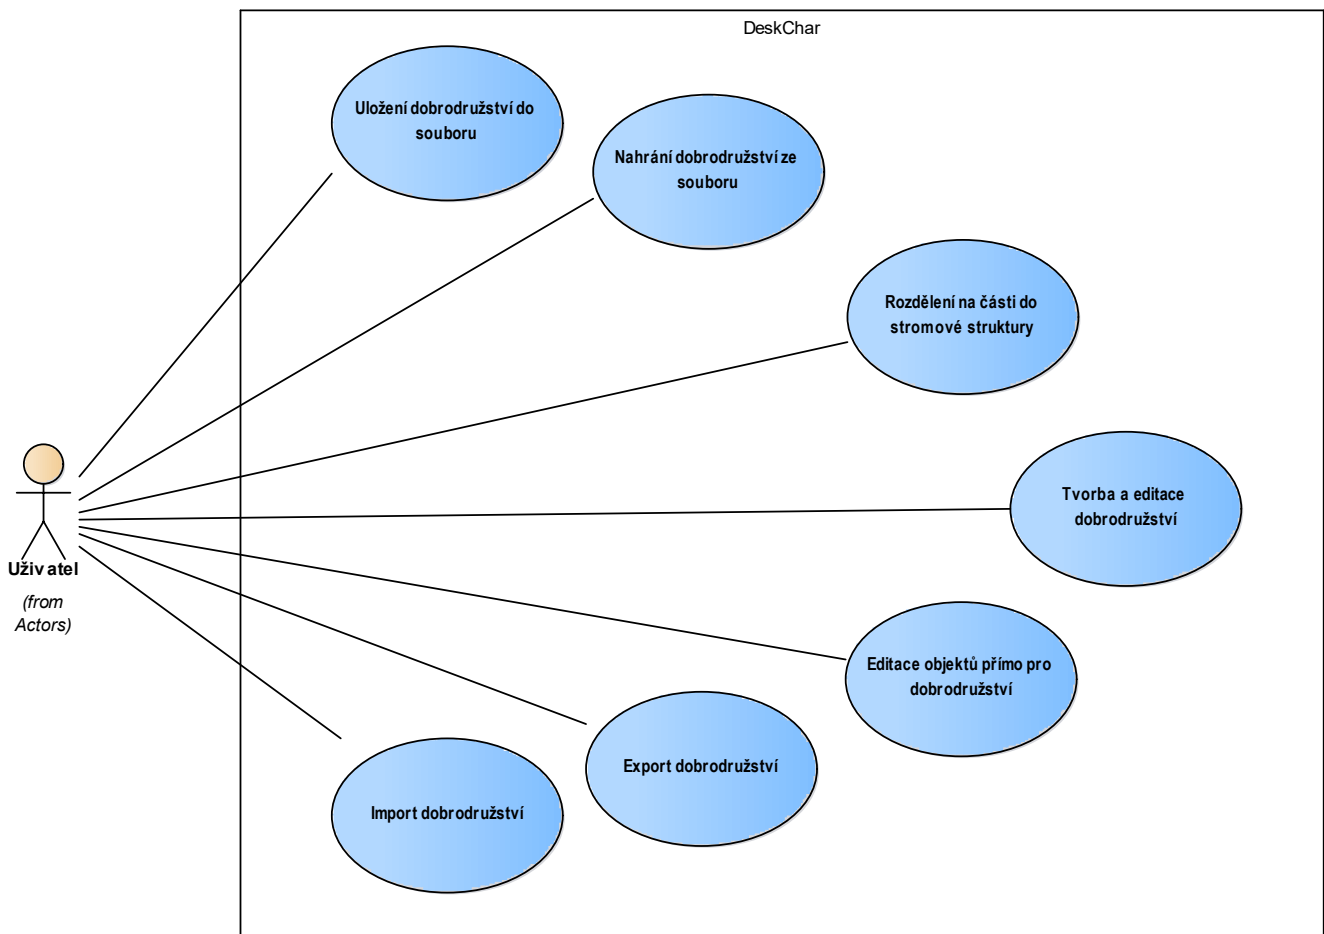 DeskChar
Uložení dobrodružství do
souboru
Nahrání dobrodružství ze
souboru
Rozdělení na části do
stromové struktury
Tvorba a editace
dobrodružství
Editace objektů přímo pro
dobrodružství
Export dobrodružství
Import dobrodružství
Uživatel
(from
Actors)